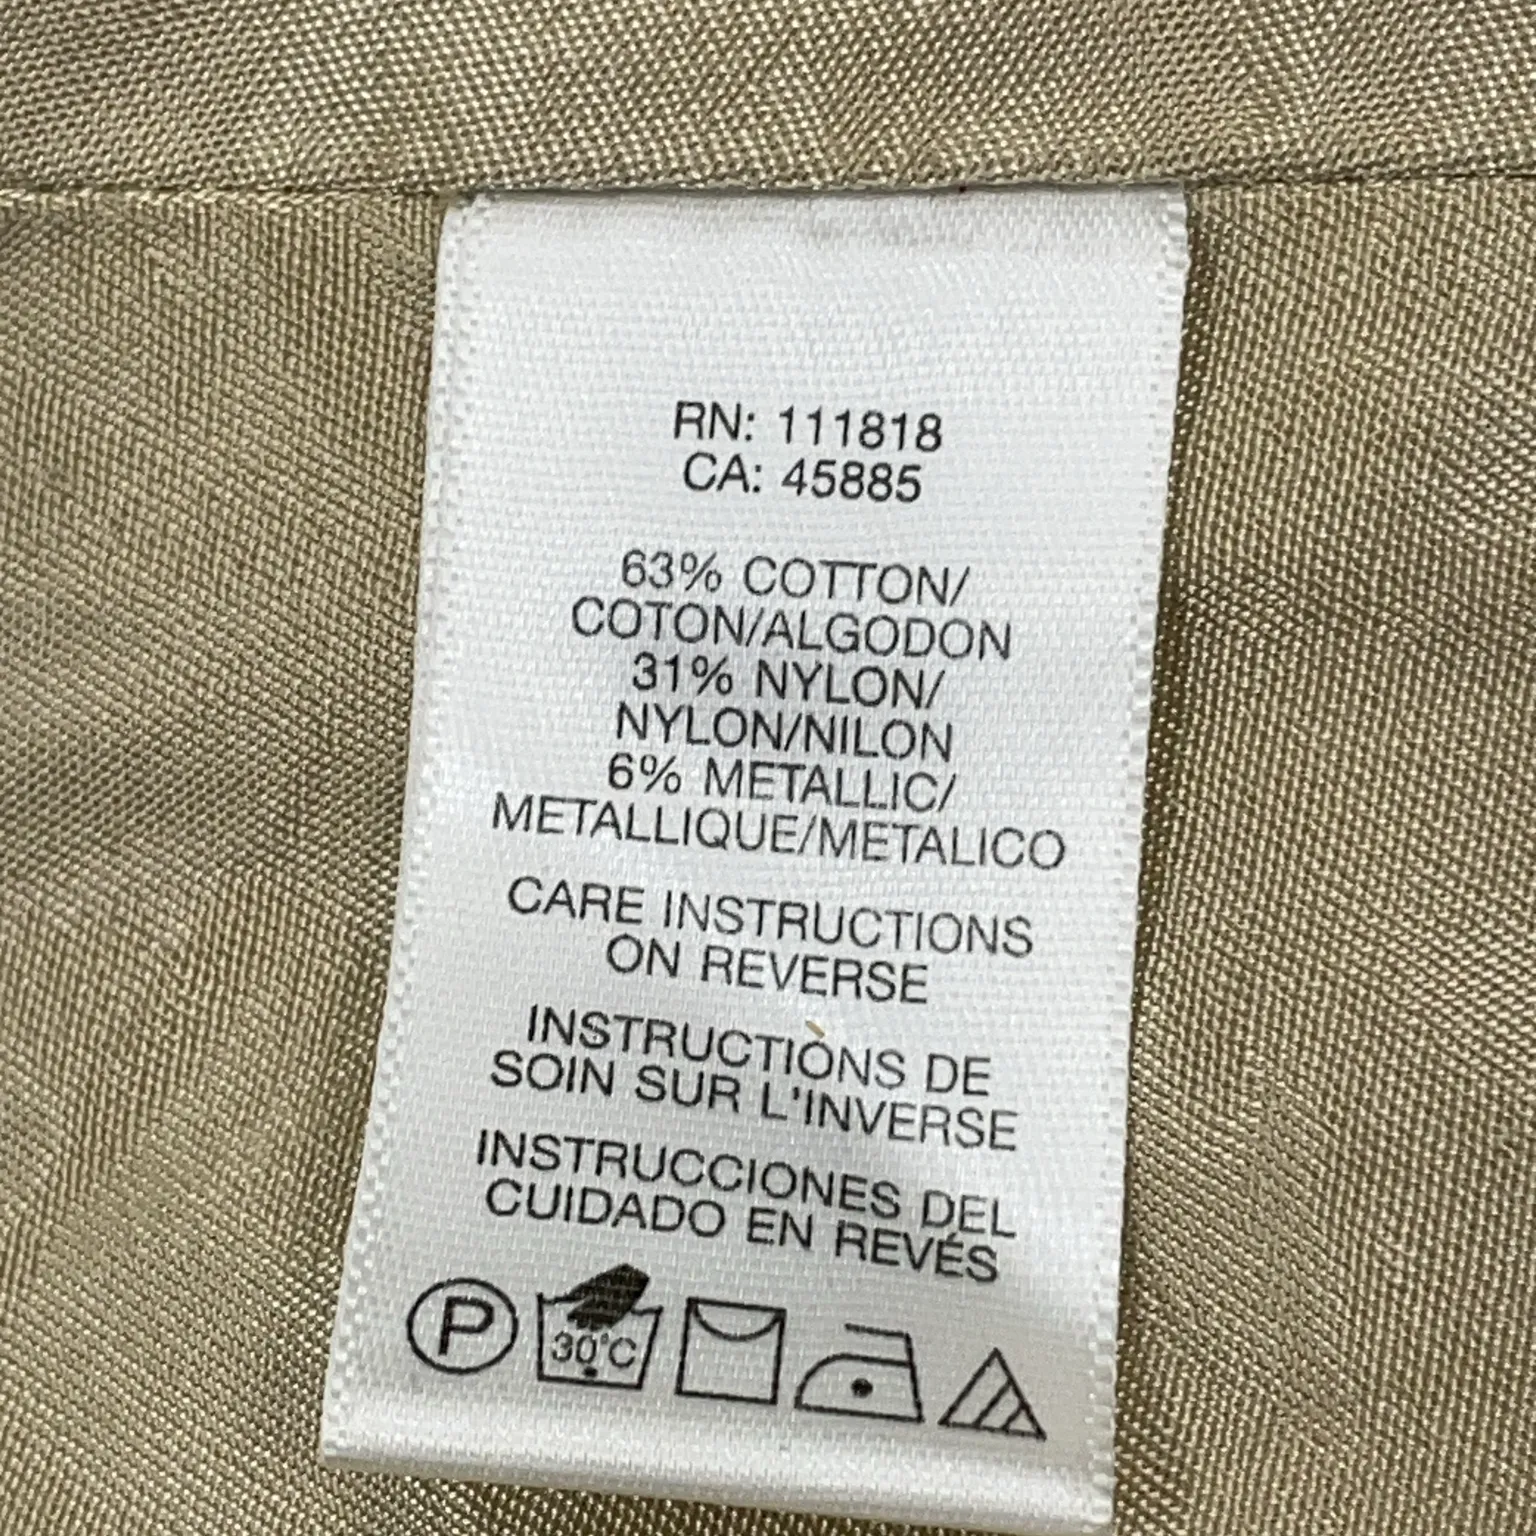 RN: 111818
CA: 45885
63% COTTON/
COTON/ALGODON
31% NYLON/
NYLON/NILON
6% METALLIC/
METALLIQUE/METALICO
CARE INSTRUCTIONS
ON REVERSE
INSTRUCTIONS DE
SOIN SUR L'INVERSE
INSTRUCCIONES DEL
CUIDADO EN REVÉS
P 30°C